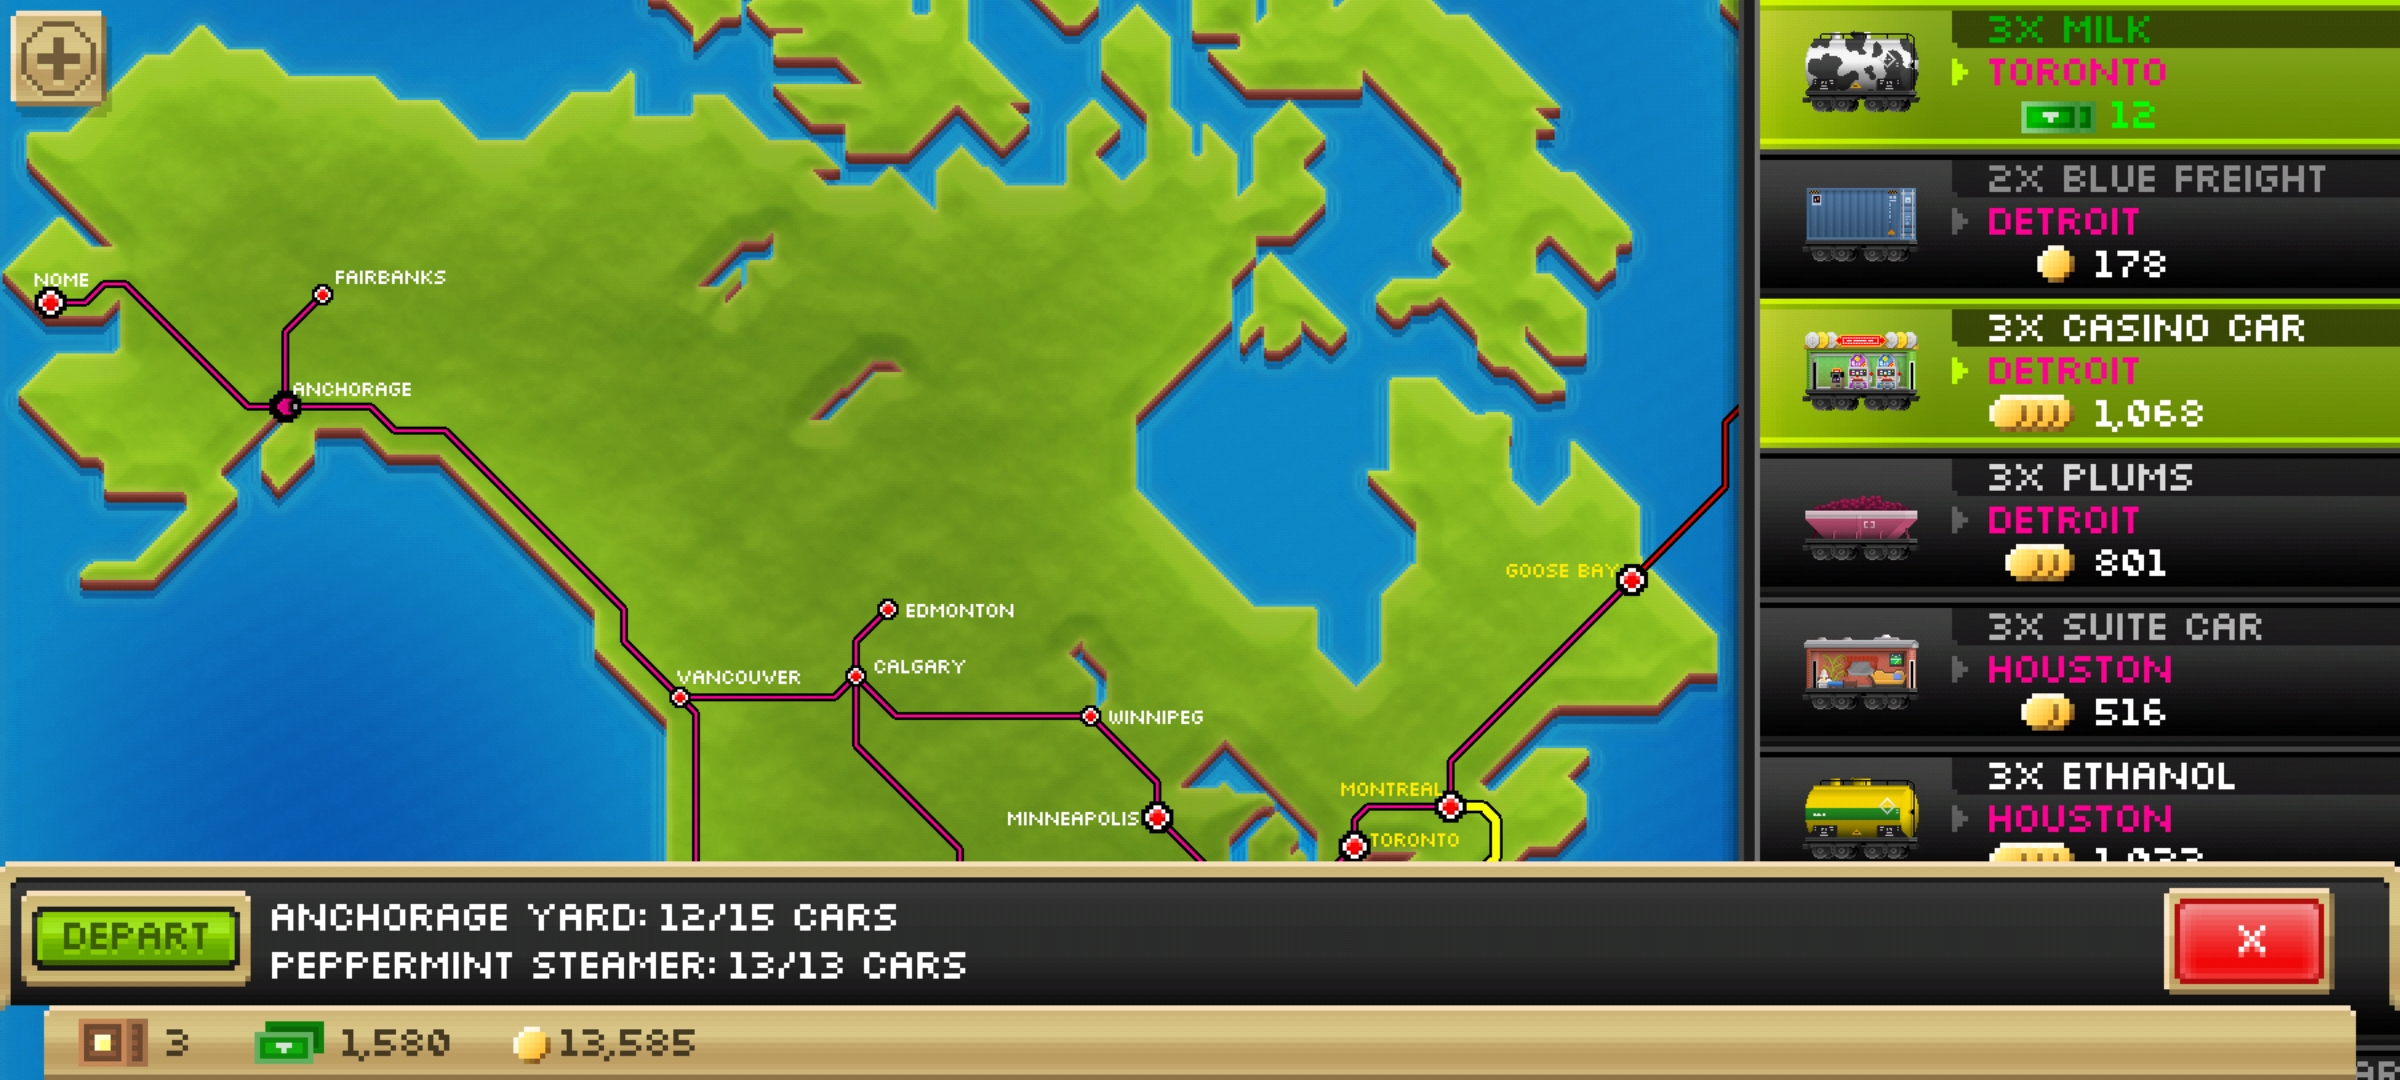 3X MILK
TORONTO
12
2X BLUE FREIGHT
DETROIT
178
3X CASINO CAR
DETROIT
1,068
3X PLUMS
DETROIT
801
3X SUITE CAR
HOUSTON
516
3X ETHANOL
HOUSTON
NOME
FAIRBANKS
ANCHORAGE
GOOSE BAY
EDMONTON
CALGARY
VANCOUVER
WINNIPEG
MONTREAL
MINNEAPOLIS
TORONTO
DEPART
ANCHORAGE YARD: 12/15 CARS
PEPPERMINT STEAMER: 13/13 CARS
X
3
1,580
13,585